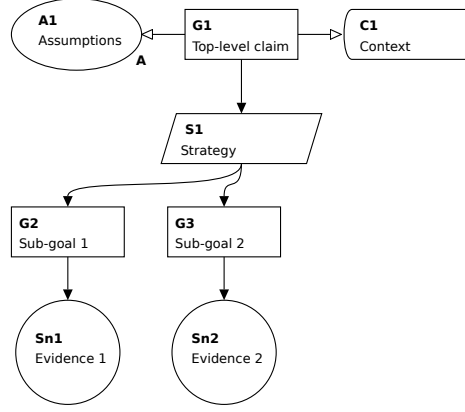 A1
Assumptions
A
G1
Top-level claim
C1
Context
S1
Strategy
G2
Sub-goal 1
G3
Sub-goal 2
Sn1
Evidence 1
Sn2
Evidence 2